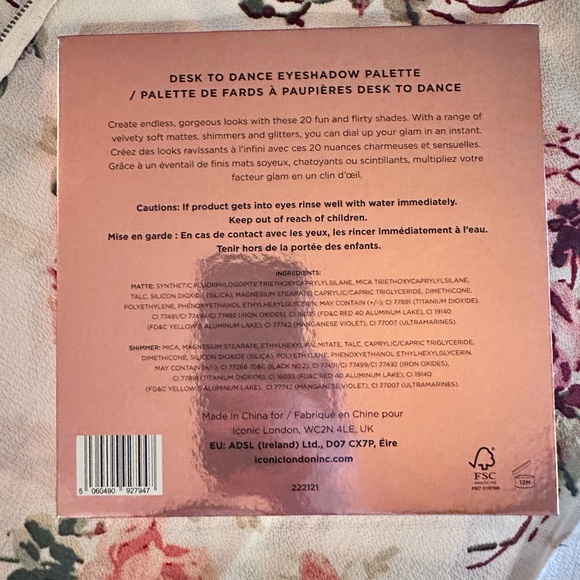 DESK TO DANCE EYESHADOW PALETTE
/ PALETTE DE FARDS À PAUPIÈRES DESK TO DANCE
Create endless, gorgeous looks with these 20 fun and flirty shades. With a range of
velvety soft mattes, shimmers and glitters, you can dial up your glam in an instant.
Créez des looks ravissants à l'infini avec ces 20 nuances charmeuses et sensuelles.
Grâce à un éventail de finis mats soyeux, chatoyants ou scintillants, multipliez votre
facteur glam en un clin d'œil.
Cautions: If product gets into eyes rinse well with water immediately.
Keep out of reach of children.
Mise en garde : En cas de contact avec les yeux, les rincer immédiatement à l'eau.
Tenir hors de la portée des enfants.
INGREDIENTS:
MATTE: SYNTHETIC FLUORPHLOGOPITE TRIETHOXYCAPRYLYLSILANE, MICA TRIETHOXYCAPRYLYLSILANE,
TALC, SILICON DIOXIDE (SILICA), MAGNESIUM STEARATE, CAPRYLIC/CAPRIC TRIGLYCERIDE, DIMETHICONE,
POLYETHYLENE, PHENOXYETHANOL, ETHYLHEXYLGLYCERIN, MAY CONTAIN (+/-): CI 77891 (TITANIUM DIOXIDE),
CI 77491/CI 77499/CI 77492 (IRON OXIDES), CI 16035 (FD&C RED 40 ALUMINUM LAKE), CI 19140
(FD&C YELLOW 5 ALUMINUM LAKE), CI 77742 (MANGANESE VIOLET), CI 77007 (ULTRAMARINES).
SHIMMER: MICA, MAGNESIUM STEARATE, ETHYLHEXYL PALMITATE, TALC, CAPRYLIC/CAPRIC TRIGLYCERIDE,
DIMETHICONE, SILICON DIOXIDE (SILICA), POLYETHYLENE, PHENOXYETHANOL, ETHYLHEXYLGLYCERIN,
MAY CONTAIN (+/-): CI 77266 (D&C BLACK NO.2), CI 77491/CI 77499/CI 77492 (IRON OXIDES),
CI 77891 (TITANIUM DIOXIDE), CI 16035 (FD&C RED 40 ALUMINUM LAKE), CI 19140
(FD&C YELLOW 5 ALUMINUM LAKE), CI 77742 (MANGANESE VIOLET), CI 77007 (ULTRAMARINES).
Made in China for / Fabriqué en Chine pour
Iconic London, WC2N 4LE, UK
EU: ADSL (Ireland) Ltd., D07 CX7P, Éire
iconiclondoninc.com
5 060490 927947
222121
FSC
12M